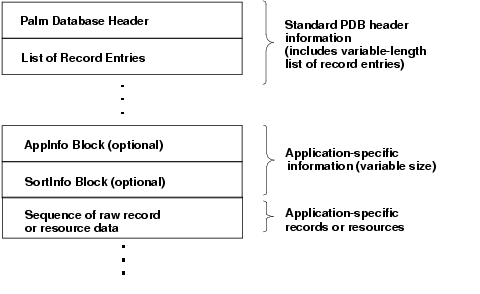 Palm Database Header
List of Record Entries
Standard PDB header
information
(includes variable-length
list of record entries)
AppInfo Block (optional)
SortInfo Block (optional)
Application-specific
information (variable size)
Sequence of raw record
or resource data
Application-specific
records or resources